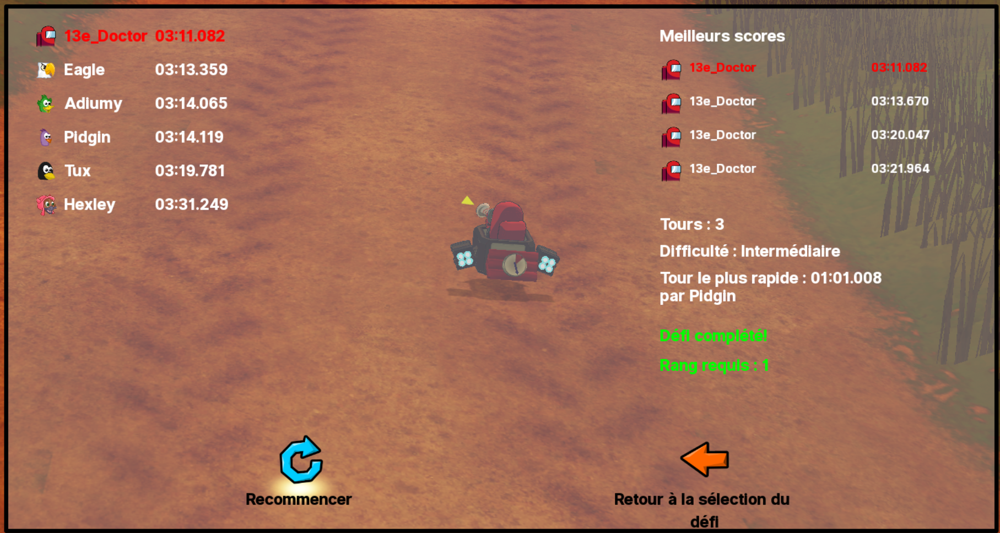 13e_Doctor 03:11.082
Eagle 03:13.359
Adiumy 03:14.065
Pidgin 03:14.119
Tux 03:19.781
Hexley 03:31.249
Meilleurs scores
13e_Doctor 03:11.082
13e_Doctor 03:13.670
13e_Doctor 03:20.047
13e_Doctor 03:21.964
Tours : 3
Difficulté : Intermédiaire
Tour le plus rapide : 01:01.008
par Pidgin
Défi complété!
Rang requis : 1
Recommencer
Retour à la sélection du
défi